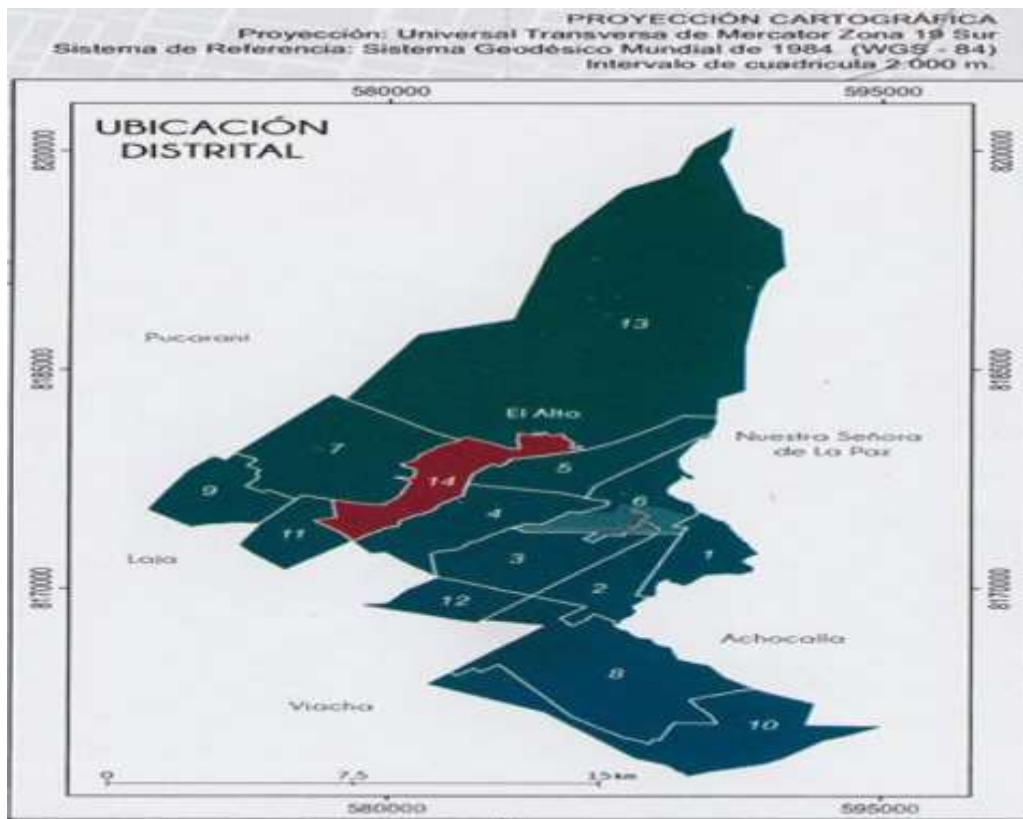 PROYECCIÓN CARTOGRÁFICA
Proyección: Universal Transversa de Mercator Zona 19 Sur
Sistema de Referencia: Sistema Geodésico Mundial de 1984 (WGS - 84)
Intervalo de cuadricula 2 000 m.
580000 595000
UBICACIÓN
DISTRITAL
8200000 8200000
13
Pucarani
8185000 8185000
El Alto
Nuestra Señora
de La Paz
7
5
14
9
6
4
11
3
1
Laja
2
12
8170000 8170000
Achocalla
8
Viacha
10
0 7,5 15 km
580000 595000